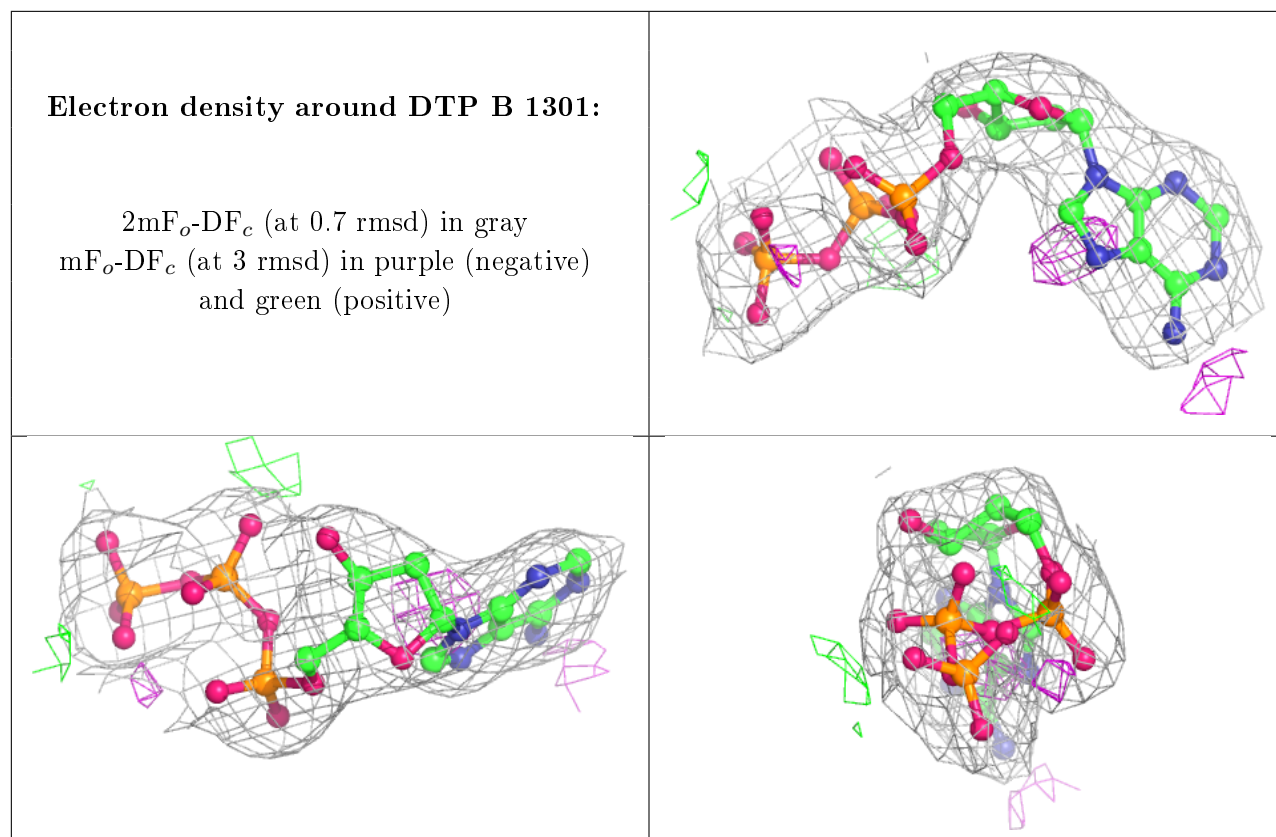 Electron density around DTP B 1301:
2mFₒ-DF𝒸 (at 0.7 rmsd) in gray
mFₒ-DF𝒸 (at 3 rmsd) in purple (negative)
and green (positive)